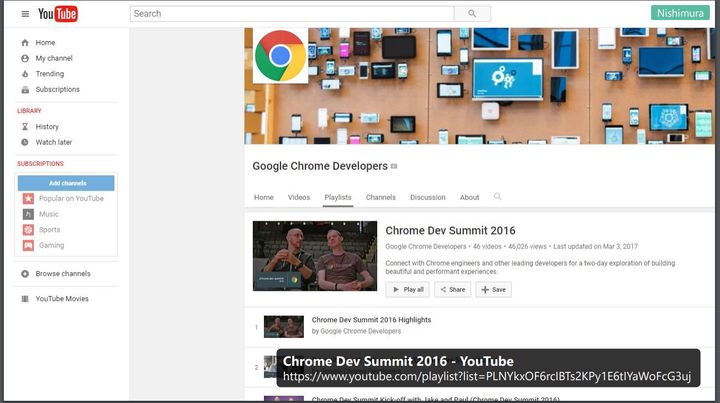 YouTube
Search
Nishimura
Home
My channel
Trending
Subscriptions
LIBRARY
History
Watch later
SUBSCRIPTIONS
Add channels
Popular on YouTube
Music
Sports
Gaming
Browse channels
YouTube Movies
Google Chrome Developers
Home Videos Playlists Channels Discussion About
Chrome Dev Summit 2016
Google Chrome Developers • 46 videos • 46,026 views • Last updated on Mar 3, 2017
Connect with Chrome engineers and other leading developers for a two-day exploration of building
beautiful and performant experiences.
Play all Share Save
1 Chrome Dev Summit 2016 Highlights
by Google Chrome Developers
2
Chrome Dev Summit 2016 - YouTube
https://www.youtube.com/playlist?list=PLNYkxOF6rcIBTs2KPy1E6tIYaWoFcG3uj
Chrome Dev Summit Kick-off with Jake and Paul (Chrome Dev Summit 2016)